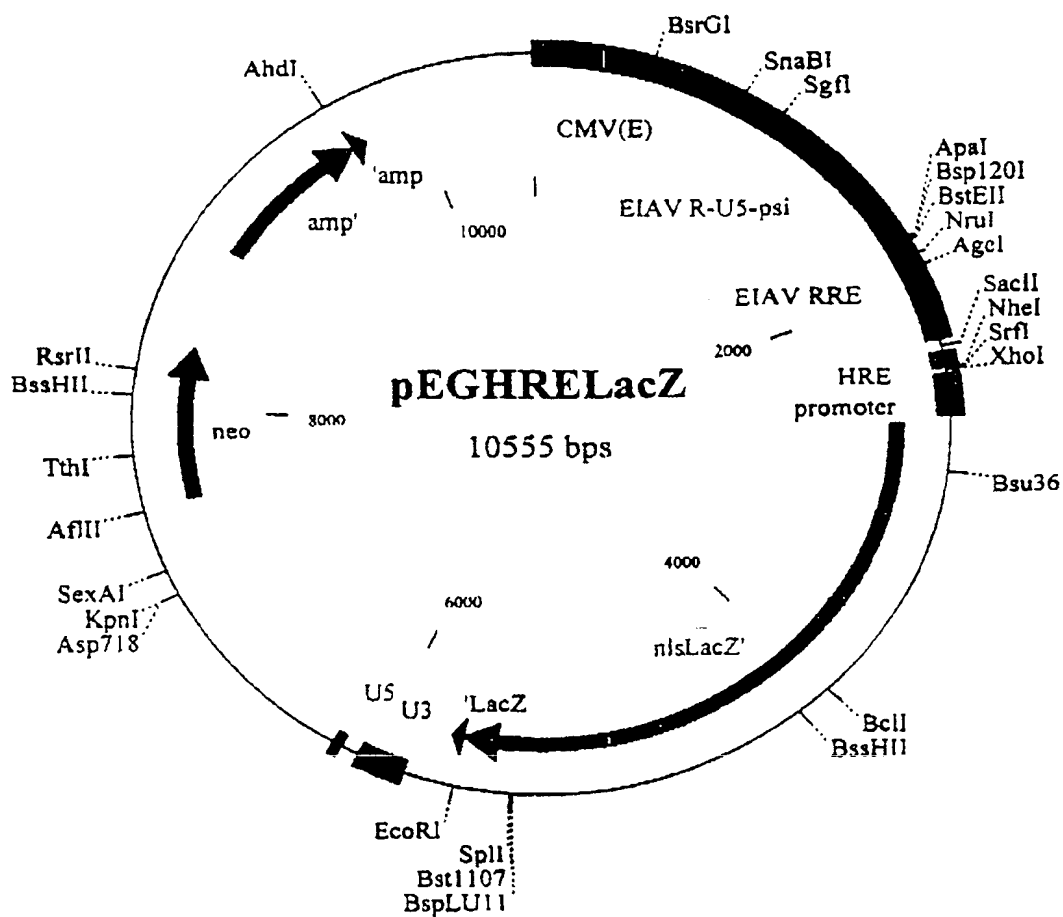 BsrGI
SnaBI
SgfI
AhdI
CMV(E)
'amp
amp'
EIAV R-U5-psi
10000
ApaI
Bsp120I
BstEII
NruI
AgeI
EIAV RRE
SacII
NheI
SrfI
XhoI
2000
HRE
promoter
RsrII
BssHII
pEGHRELacZ
10555 bps
neo
8000
TthI
Bsu36
AflII
4000
SexAI
KpnI
Asp718
6000
nlsLacZ'
U5
U3
'LacZ
BclI
BssHII
EcoRI
SplI
Bst1107
BspLU11